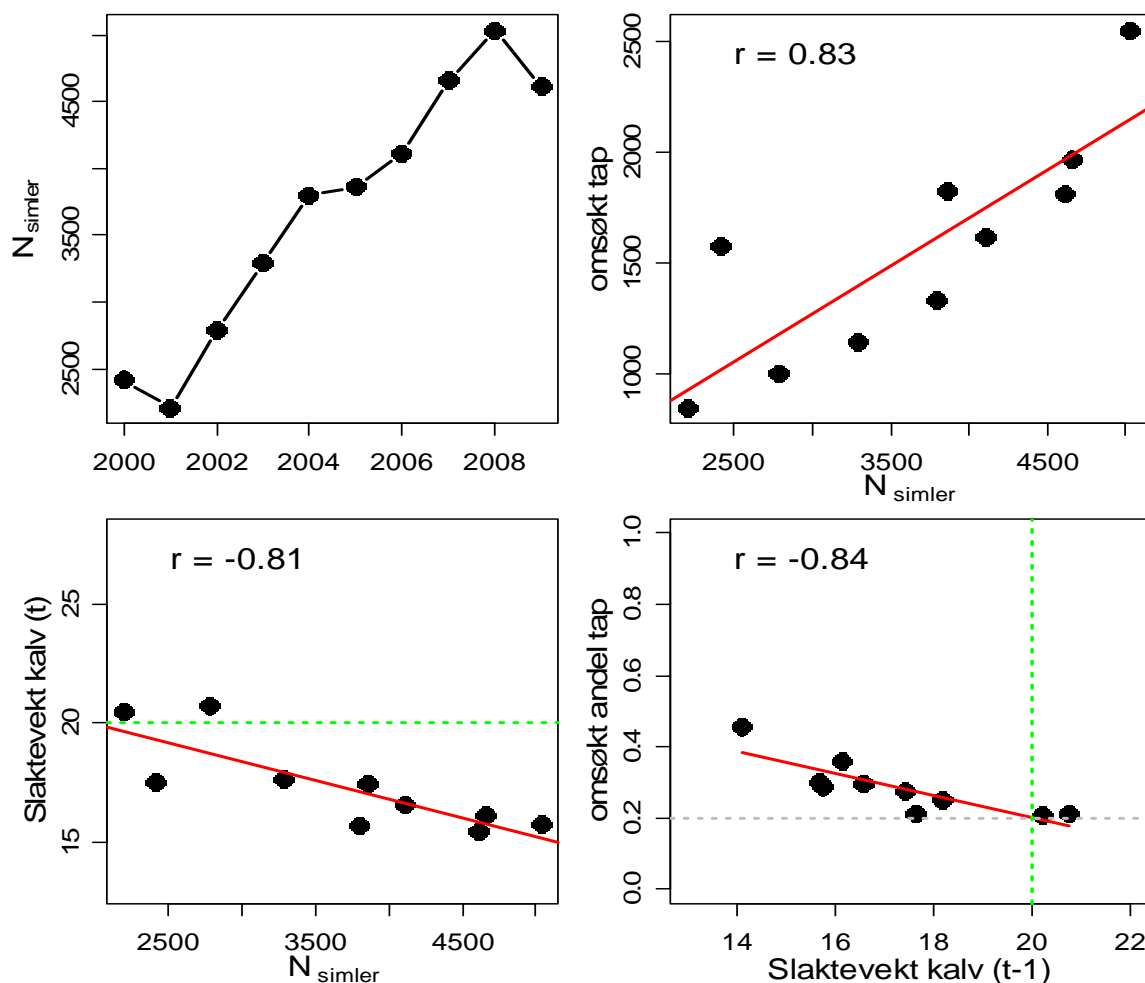 N simler
4500
3500
2500
2000 2002 2004 2006 2008
r = 0.83
omsøkt tap
2500
2000
1500
1000
2500 3500 4500
N simler
r = -0.81
Slaktevekt kalv (t)
25
20
15
2500 3500 4500
N simler
r = -0.84
omsøkt andel tap
1.0
0.8
0.6
0.4
0.2
0.0
14 16 18 20 22
Slaktevekt kalv (t-1)